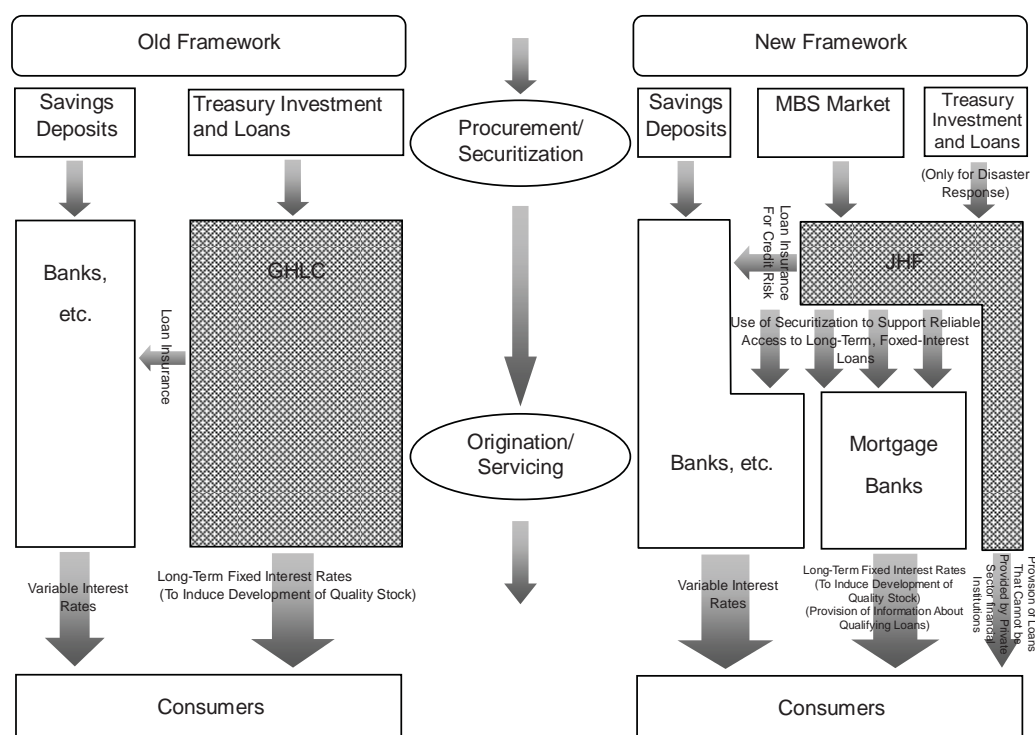 Old Framework
Savings
Deposits
Treasury Investment
and Loans
Banks,
etc.
GHLC
Loan Insurance
Variable Interest
Rates
Long-Term Fixed Interest Rates
(To Induce Development of Quality Stock)
Consumers
Procurement/
Securitization
Origination/
Servicing
New Framework
Savings
Deposits
MBS Market
Treasury
Investment
and Loans
(Only for Disaster
Response)
Loan Insurance
For Credit Risk
JHF
Use of Securitization to Support Reliable
Access to Long-Term, Foxed-Interest
Loans
Banks, etc.
Mortgage
Banks
Variable Interest
Rates
Long-Term Fixed Interest Rates
(To Induce Development of
Quality Stock)
(Provision of Information About
Qualifying Loans)
Provision of Loans
That Cannot be
Provided by Private
Sector financial
Institutions
Consumers